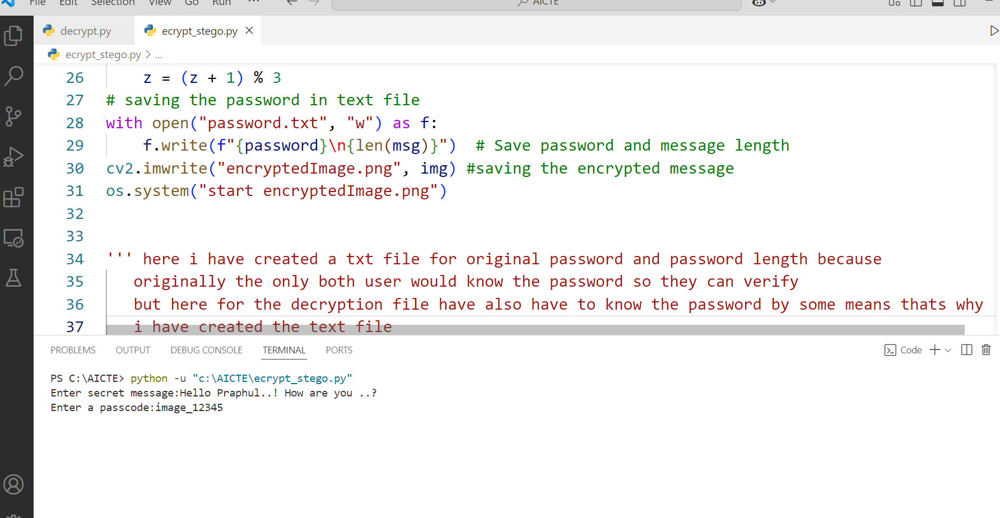 File Edit Selection View Go Run ... AICTE
decrypt.py ecrypt_stego.py
ecrypt_stego.py > ...
26 z = (z + 1) % 3
27 # saving the password in text file
28 with open("password.txt", "w") as f:
29 f.write(f"{password}\n{len(msg)}") # Save password and message length
30 cv2.imwrite("encryptedImage.png", img) #saving the encrypted message
31 os.system("start encryptedImage.png")
32
33
34 ''' here i have created a txt file for original password and password length because
35 originally the only both user would know the password so they can verify
36 but here for the decryption file have also have to know the password by some means thats why
37 i have created the text file
PROBLEMS OUTPUT DEBUG CONSOLE TERMINAL PORTS Code
PS C:\AICTE> python -u "c:\AICTE\ecrypt_stego.py"
Enter secret message:Hello Praphul..! How are you ..?
Enter a passcode:image_12345